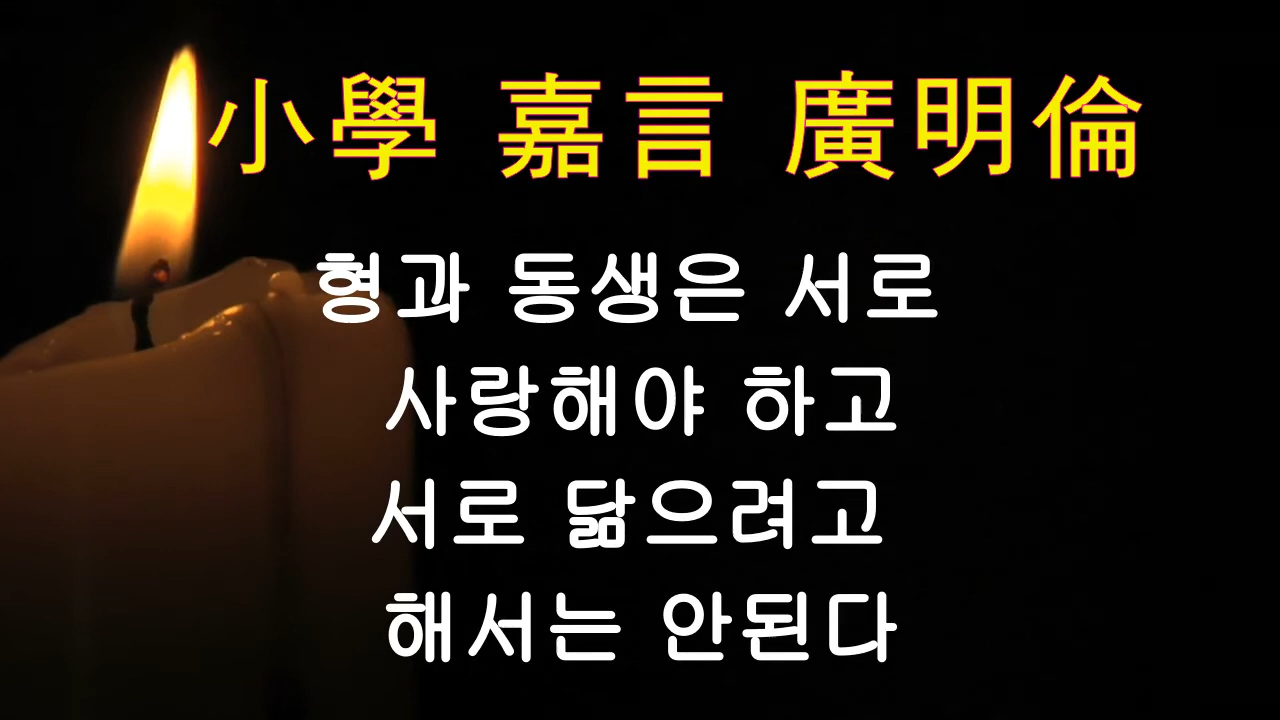 小學 嘉言 廣明倫
형과 동생은 서로
사랑해야 하고
서로 닮으려고
해서는 안된다